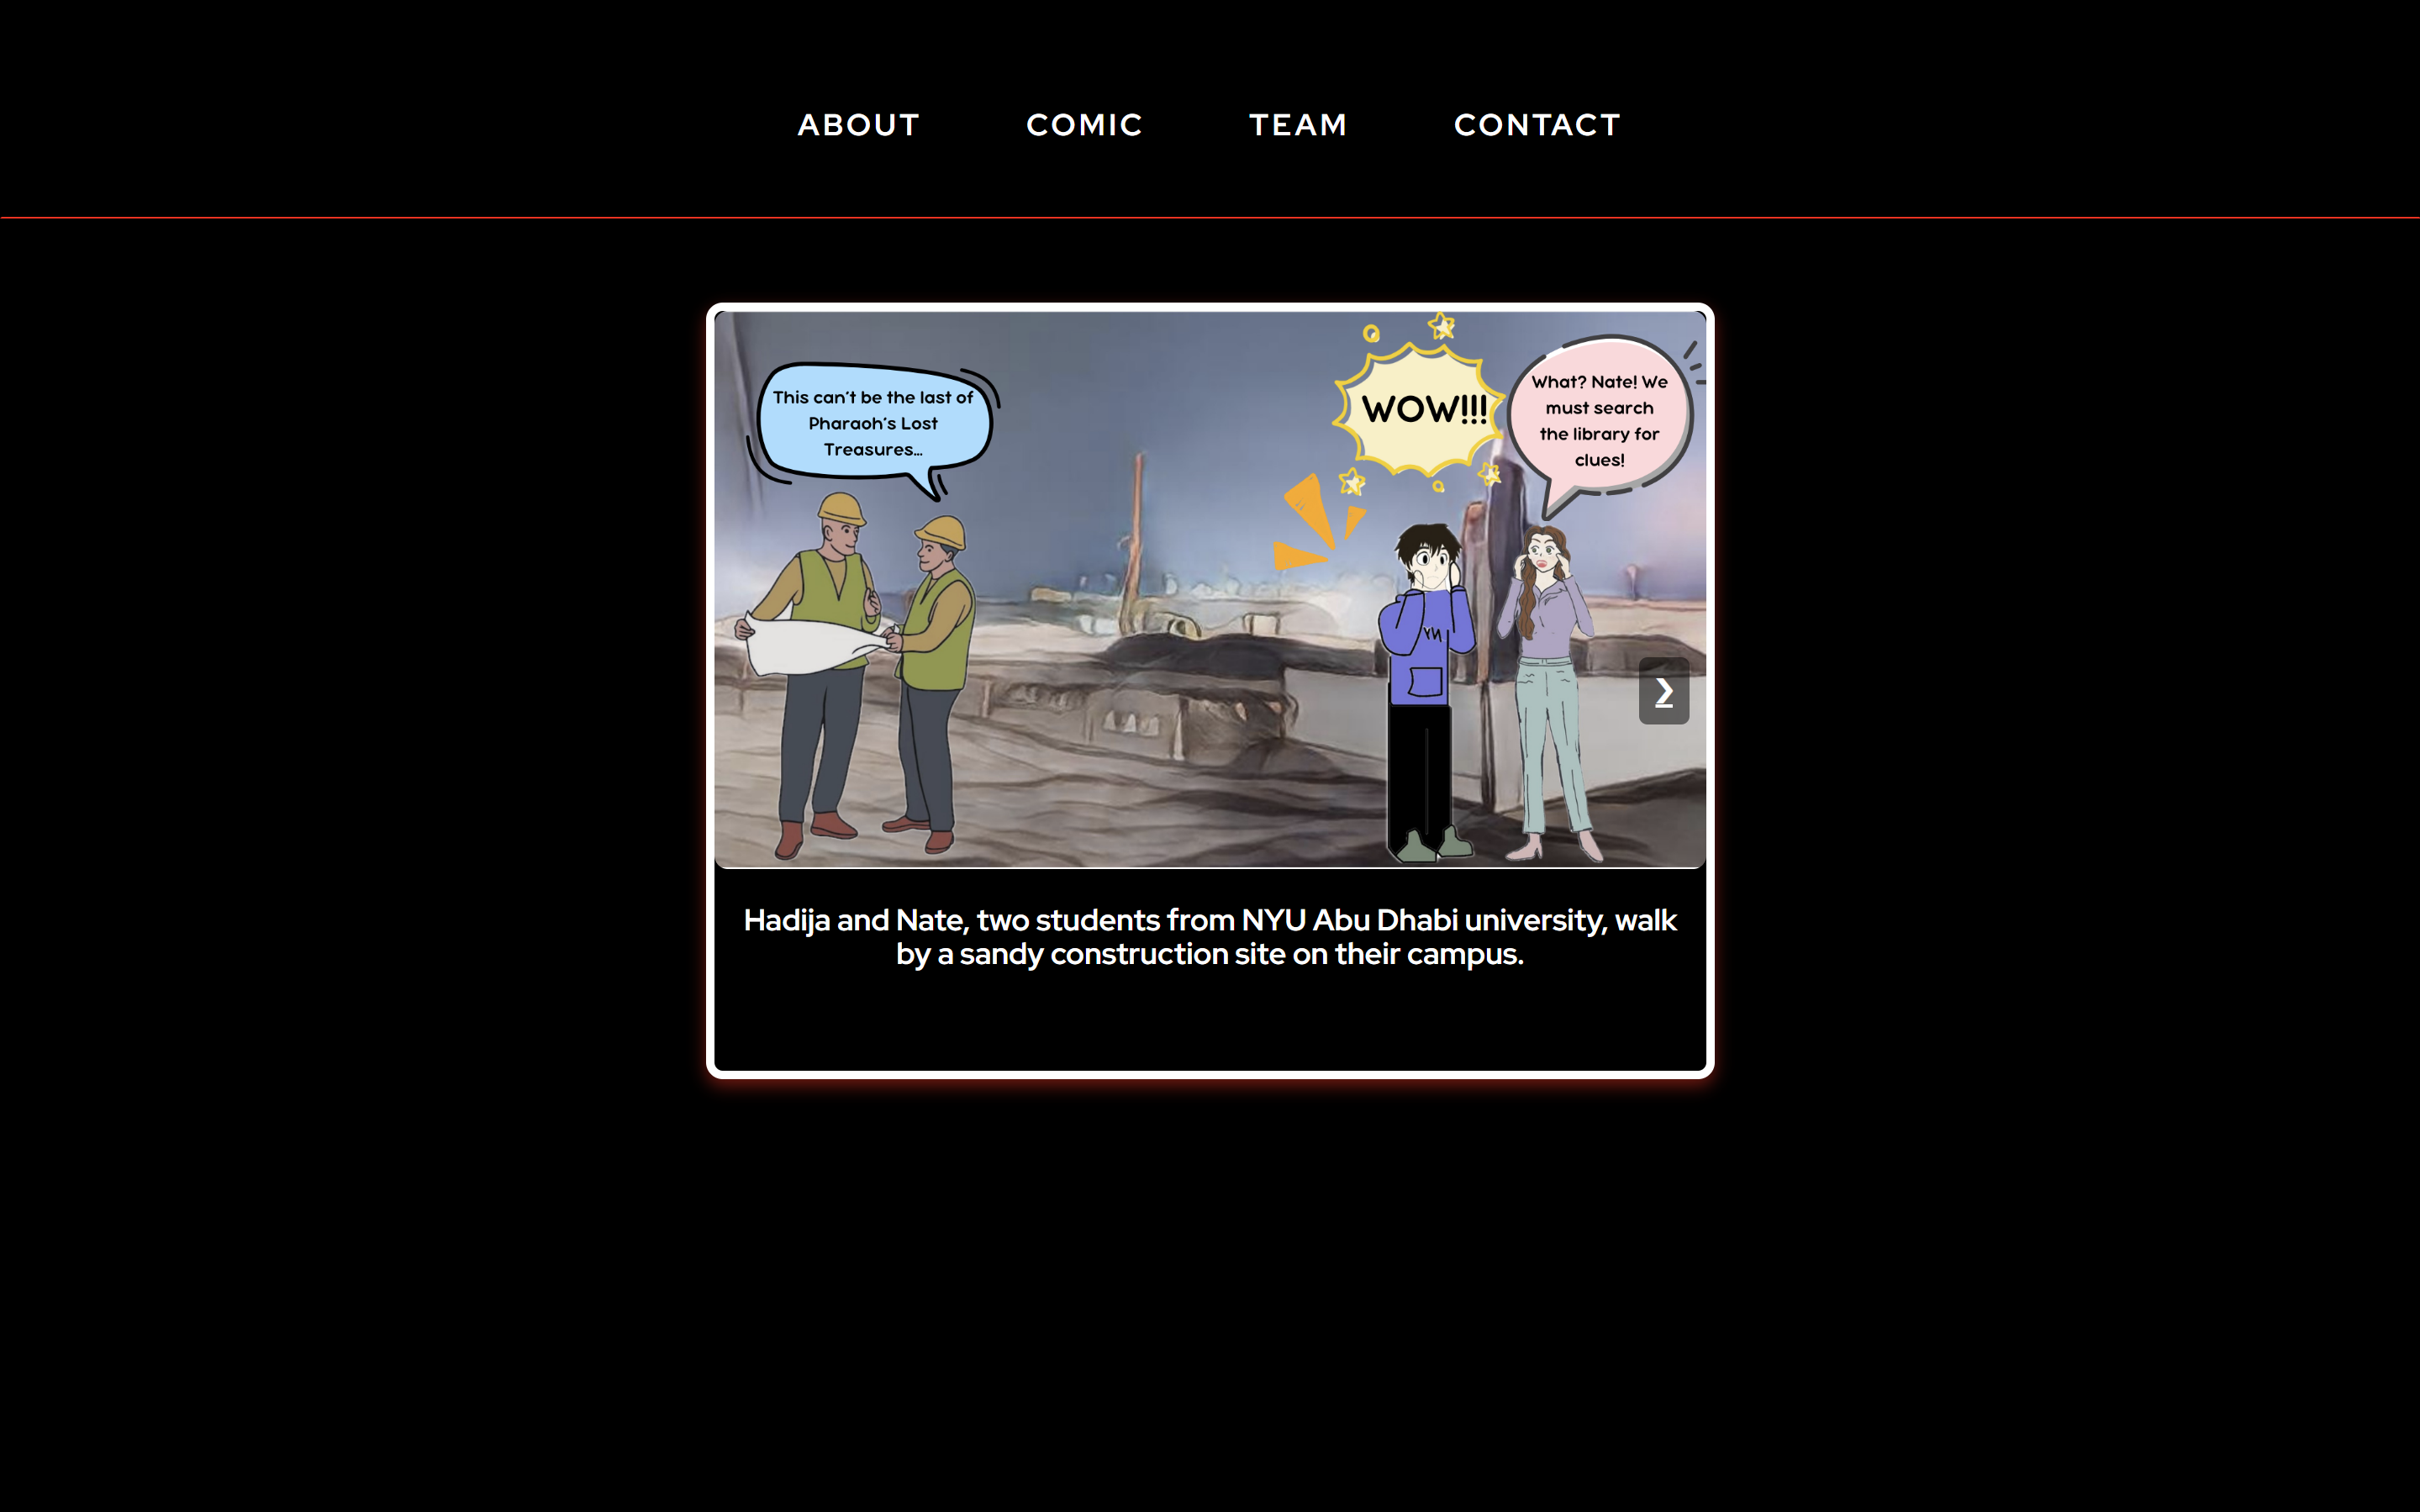 ABOUT COMIC TEAM CONTACT
This can't be the last of
Pharaoh's Lost
Treasures...
WOW!!!
What? Nate! We
must search
the library for
clues!
Hadija and Nate, two students from NYU Abu Dhabi university, walk
by a sandy construction site on their campus.